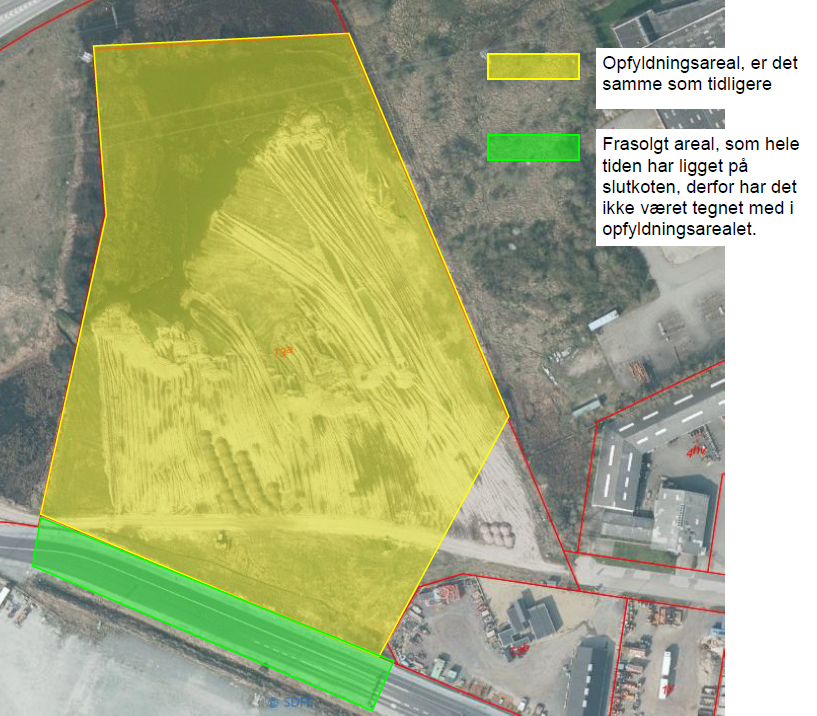 Opfyldningsareal, er det
samme som tidligere
Frasolgt areal, som hele
tiden har ligget på
slutkoten, derfor har det
ikke været tegnet med i
opfyldningsarealet.
© SDFE